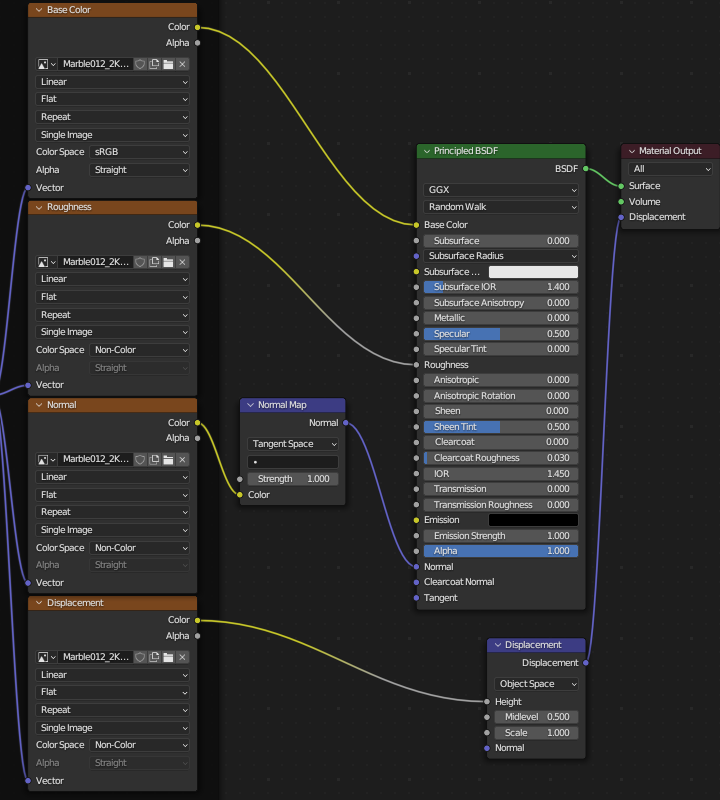 Base Color
Color
Alpha
Marble012_2K...
Linear
Flat
Repeat
Single Image
Color Space sRGB
Alpha Straight
Vector
Roughness
Color
Alpha
Marble012_2K...
Linear
Flat
Repeat
Single Image
Color Space Non-Color
Alpha Straight
Vector
Normal
Color
Alpha
Marble012_2K...
Linear
Flat
Repeat
Single Image
Color Space Non-Color
Alpha Straight
Vector
Displacement
Color
Alpha
Marble012_2K...
Linear
Flat
Repeat
Single Image
Color Space Non-Color
Alpha Straight
Vector
Normal Map
Normal
Tangent Space
Strength 1.000
Color
Principled BSDF
BSDF
GGX
Random Walk
Base Color
Subsurface 0.000
Subsurface Radius
Subsurface ...
Subsurface IOR 1.400
Subsurface Anisotropy 0.000
Metallic 0.000
Specular 0.500
Specular Tint 0.000
Roughness
Anisotropic 0.000
Anisotropic Rotation 0.000
Sheen 0.000
Sheen Tint 0.500
Clearcoat 0.000
Clearcoat Roughness 0.030
IOR 1.450
Transmission 0.000
Transmission Roughness 0.000
Emission
Emission Strength 1.000
Alpha 1.000
Normal
Clearcoat Normal
Tangent
Displacement
Displacement
Object Space
Height
Midlevel 0.500
Scale 1.000
Normal
Material Output
All
Surface
Volume
Displacement